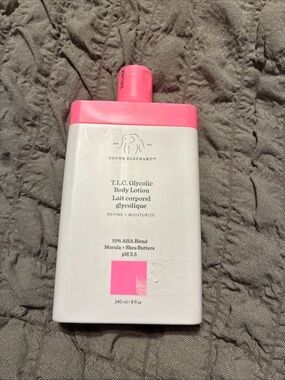 DRUNK ELEPHANT™
T.L.C. Glycolic
Body Lotion
Lait corporel
glycolique
REFINE + MOISTURIZE
10% AHA Blend
Marula + Shea Butters
pH 3.5
240 ml / 8 fl oz